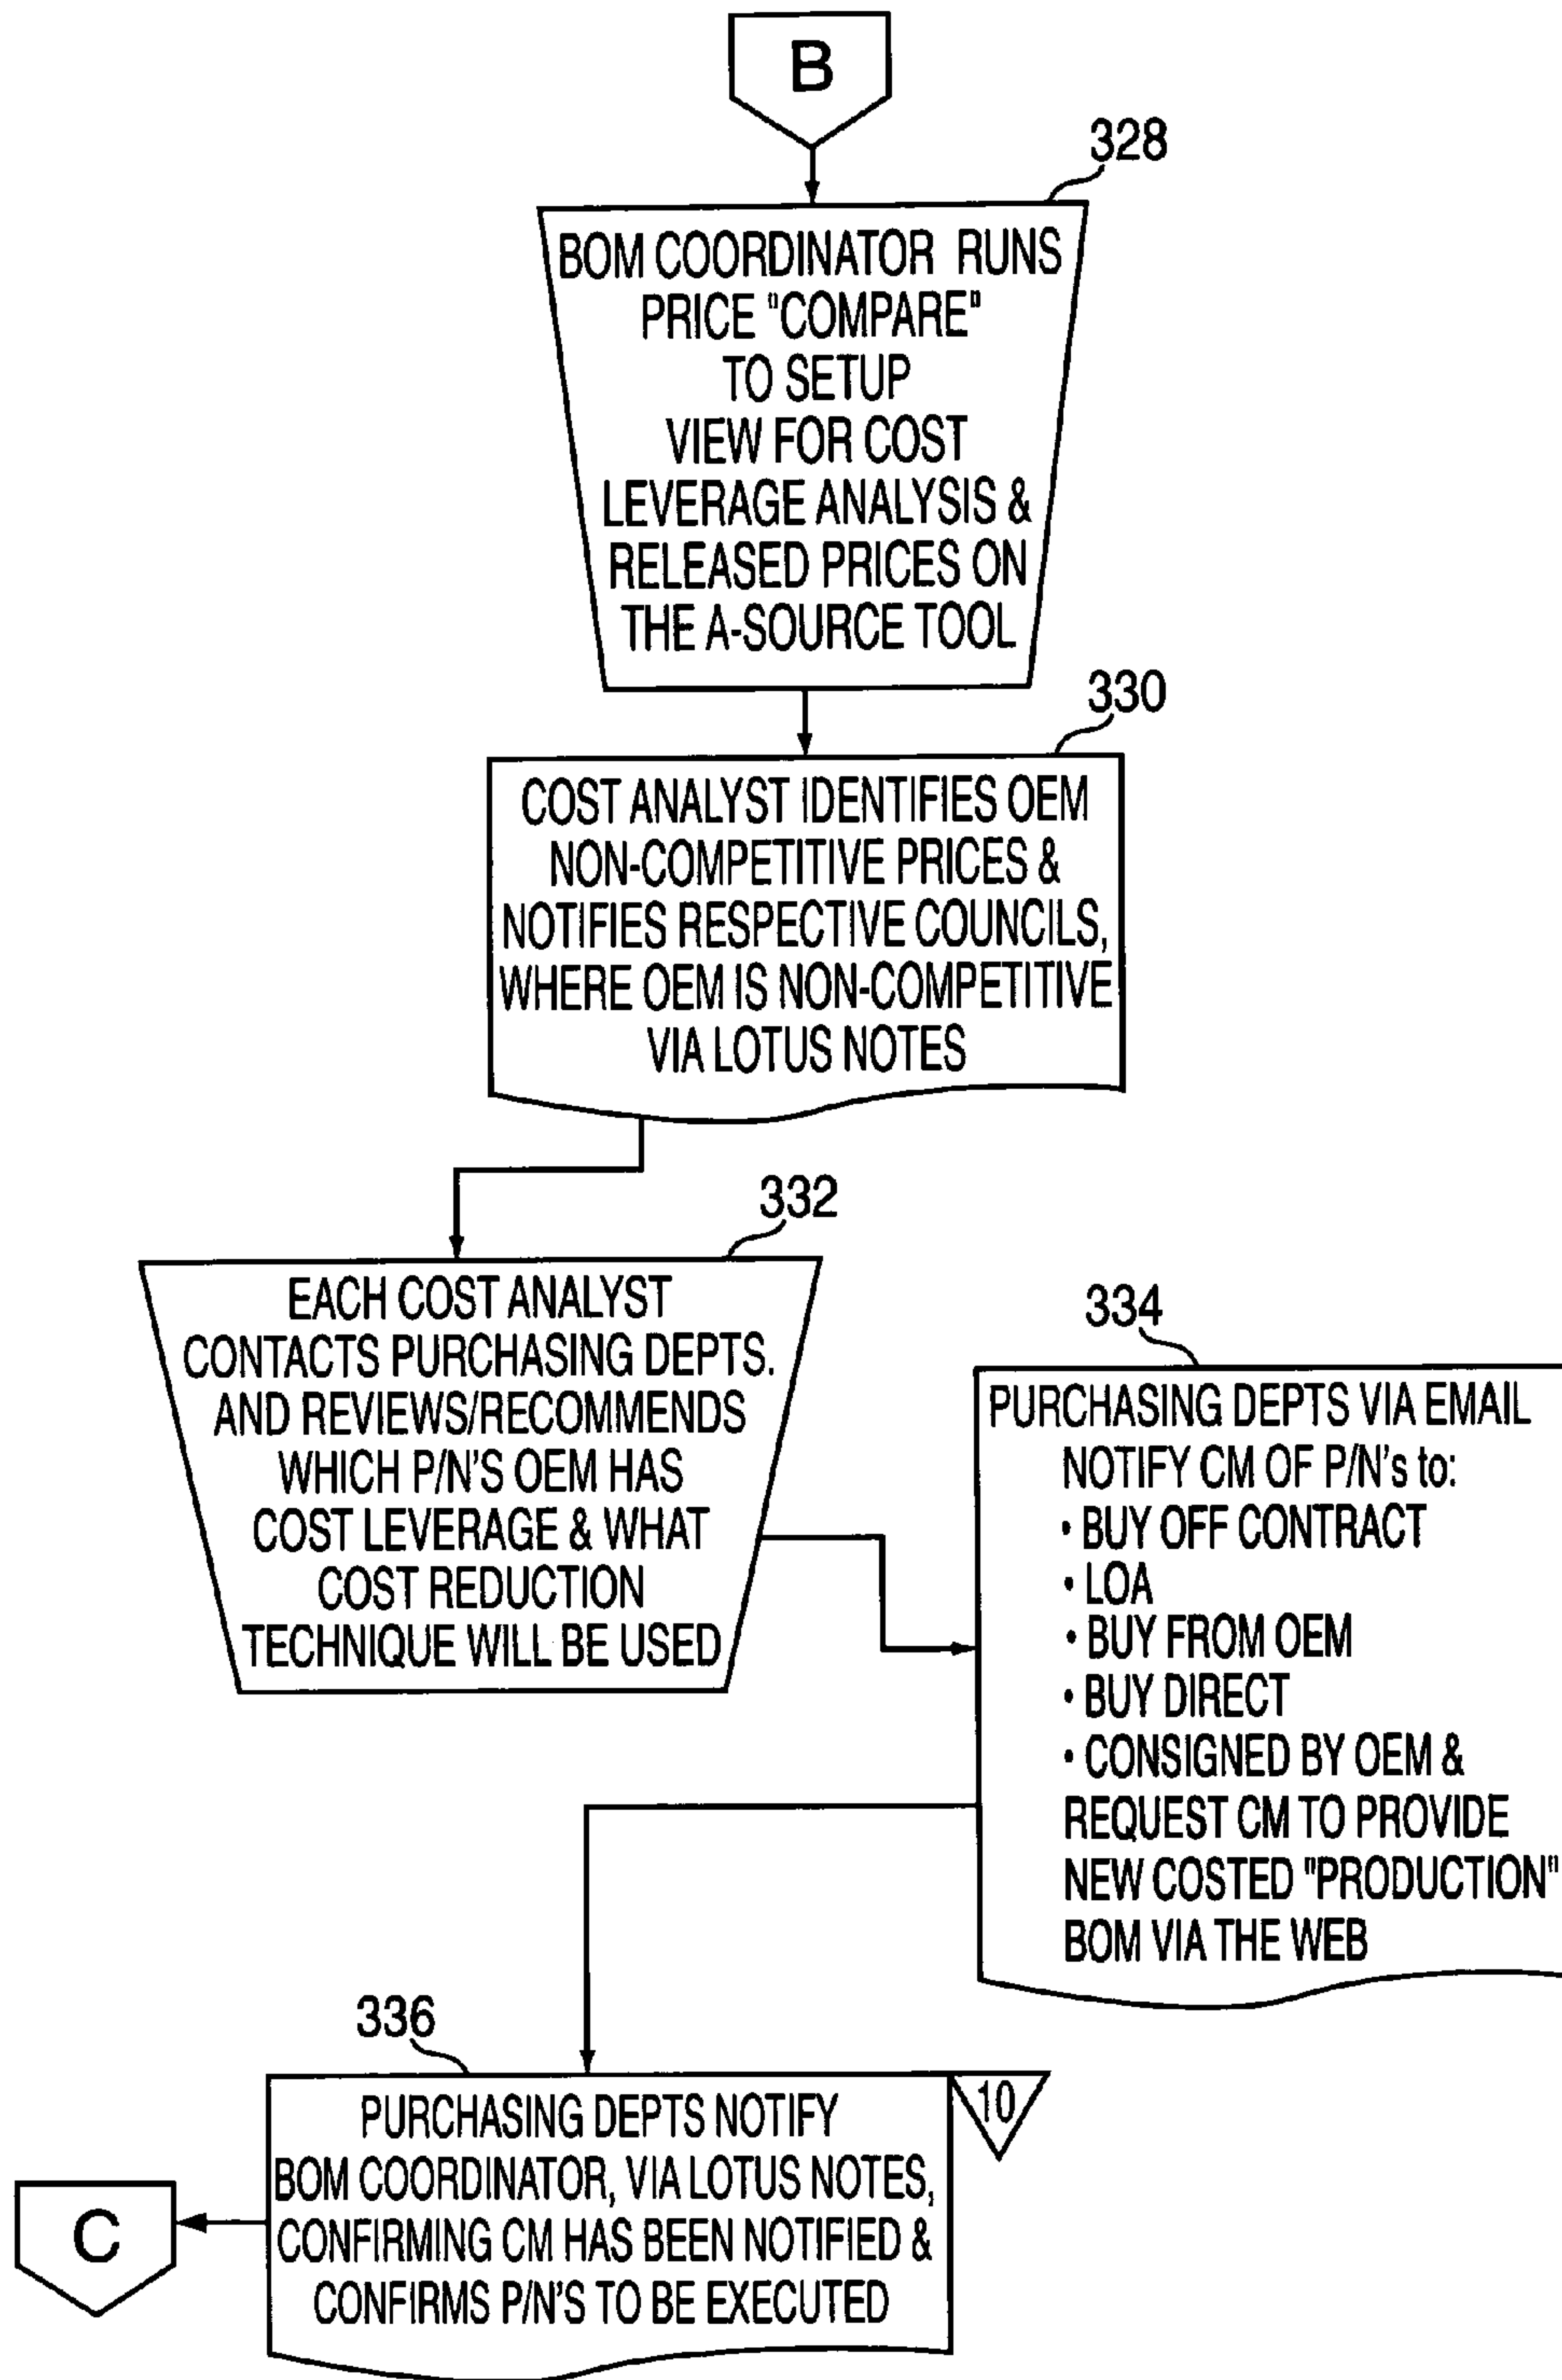 B
328
BOM COORDINATOR RUNS
PRICE "COMPARE"
TO SETUP
VIEW FOR COST
LEVERAGE ANALYSIS &
RELEASED PRICES ON
THE A-SOURCE TOOL
330
COST ANALYST IDENTIFIES OEM
NON-COMPETITIVE PRICES &
NOTIFIES RESPECTIVE COUNCILS,
WHERE OEM IS NON-COMPETITIVE
VIA LOTUS NOTES
332
EACH COST ANALYST
CONTACTS PURCHASING DEPTS.
AND REVIEWS/RECOMMENDS
WHICH P/N'S OEM HAS
COST LEVERAGE & WHAT
COST REDUCTION
TECHNIQUE WILL BE USED
334
PURCHASING DEPTS VIA EMAIL
NOTIFY CM OF P/N's to:
• BUY OFF CONTRACT
• LOA
• BUY FROM OEM
• BUY DIRECT
• CONSIGNED BY OEM &
REQUEST CM TO PROVIDE
NEW COSTED "PRODUCTION"
BOM VIA THE WEB
336
PURCHASING DEPTS NOTIFY
BOM COORDINATOR, VIA LOTUS NOTES,
CONFIRMING CM HAS BEEN NOTIFIED &
CONFIRMS P/N'S TO BE EXECUTED
10
C